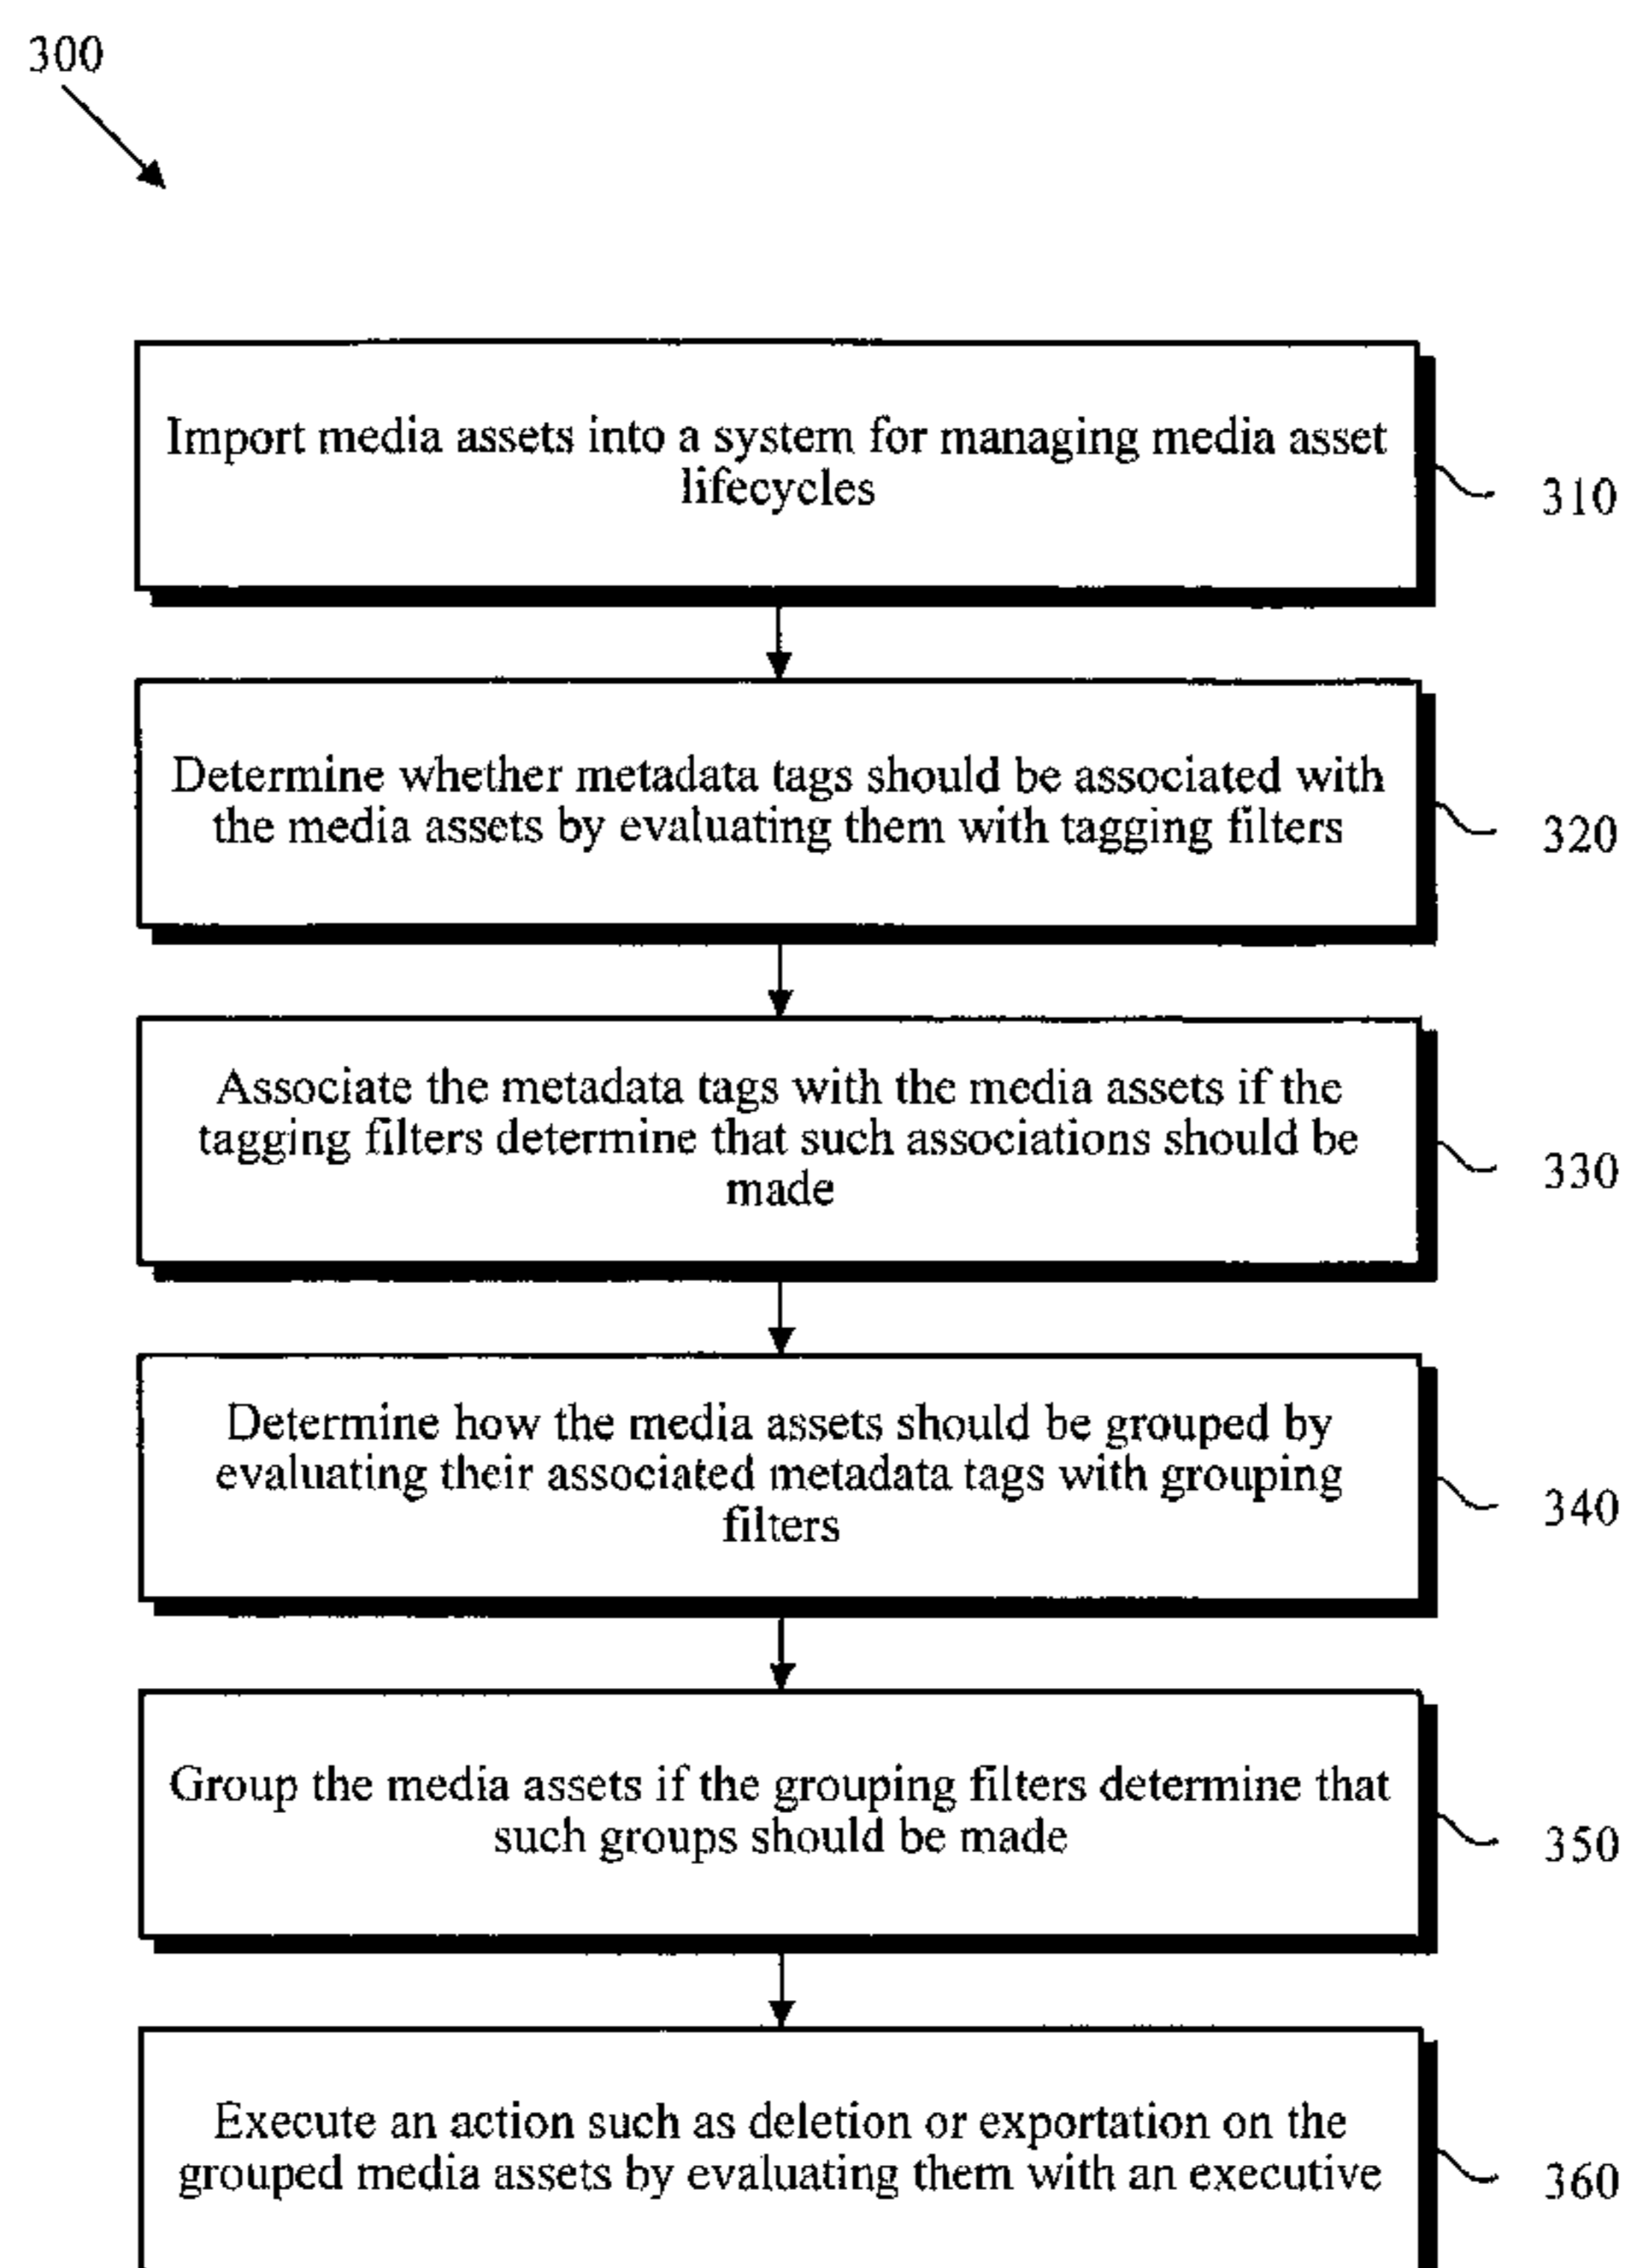 300
Import media assets into a system for managing media asset
lifecycles
310
Determine whether metadata tags should be associated with
the media assets by evaluating them with tagging filters
320
Associate the metadata tags with the media assets if the
tagging filters determine that such associations should be
made
330
Determine how the media assets should be grouped by
evaluating their associated metadata tags with grouping
filters
340
Group the media assets if the grouping filters determine that
such groups should be made
350
Execute an action such as deletion or exportation on the
grouped media assets by evaluating them with an executive
360